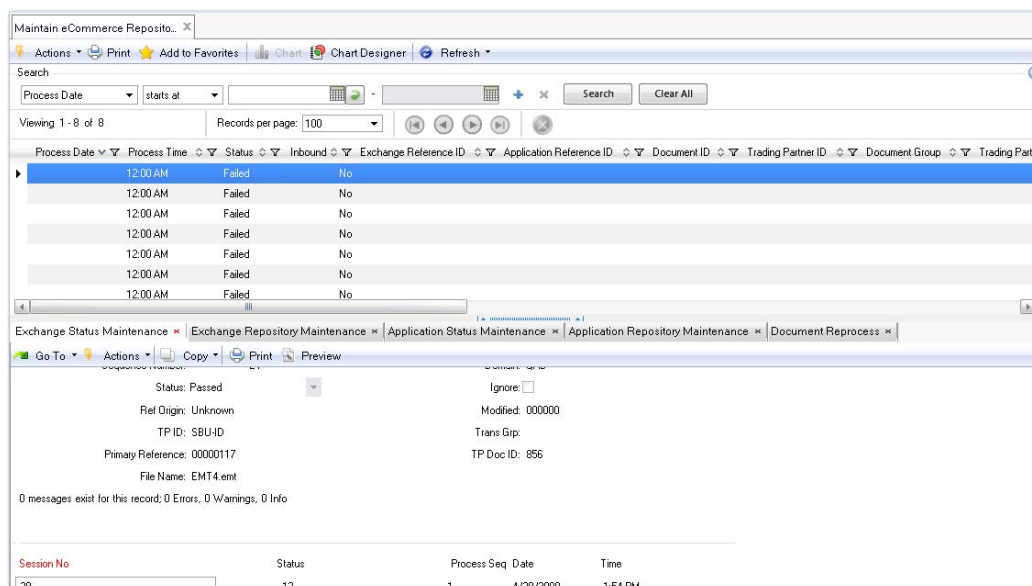 Maintain eCommerce Reposito...
Actions Print Add to Favorites Chart Chart Designer Refresh
Search
Process Date starts at - Search Clear All
Viewing 1 - 8 of 8 Records per page: 100
Process Date Process Time Status Inbound Exchange Reference ID Application Reference ID Document ID Trading Partner ID Document Group Trading Part
12:00 AM Failed No
12:00 AM Failed No
12:00 AM Failed No
12:00 AM Failed No
12:00 AM Failed No
12:00 AM Failed No
12:00 AM Failed No
Exchange Status Maintenance Exchange Repository Maintenance Application Status Maintenance Application Repository Maintenance Document Reprocess
Go To Actions Copy Print Preview
Sequence Number:
Status: Passed Ignore:
Ref Origin: Unknown Modified: 000000
TP ID: SBU-ID Trans Grp:
Primary Reference: 00000117 TP Doc ID: 856
File Name: EMT4.emt
0 messages exist for this record; 0 Errors, 0 Warnings, 0 Info
Session No Status Process Seq Date Time
1:54 PM